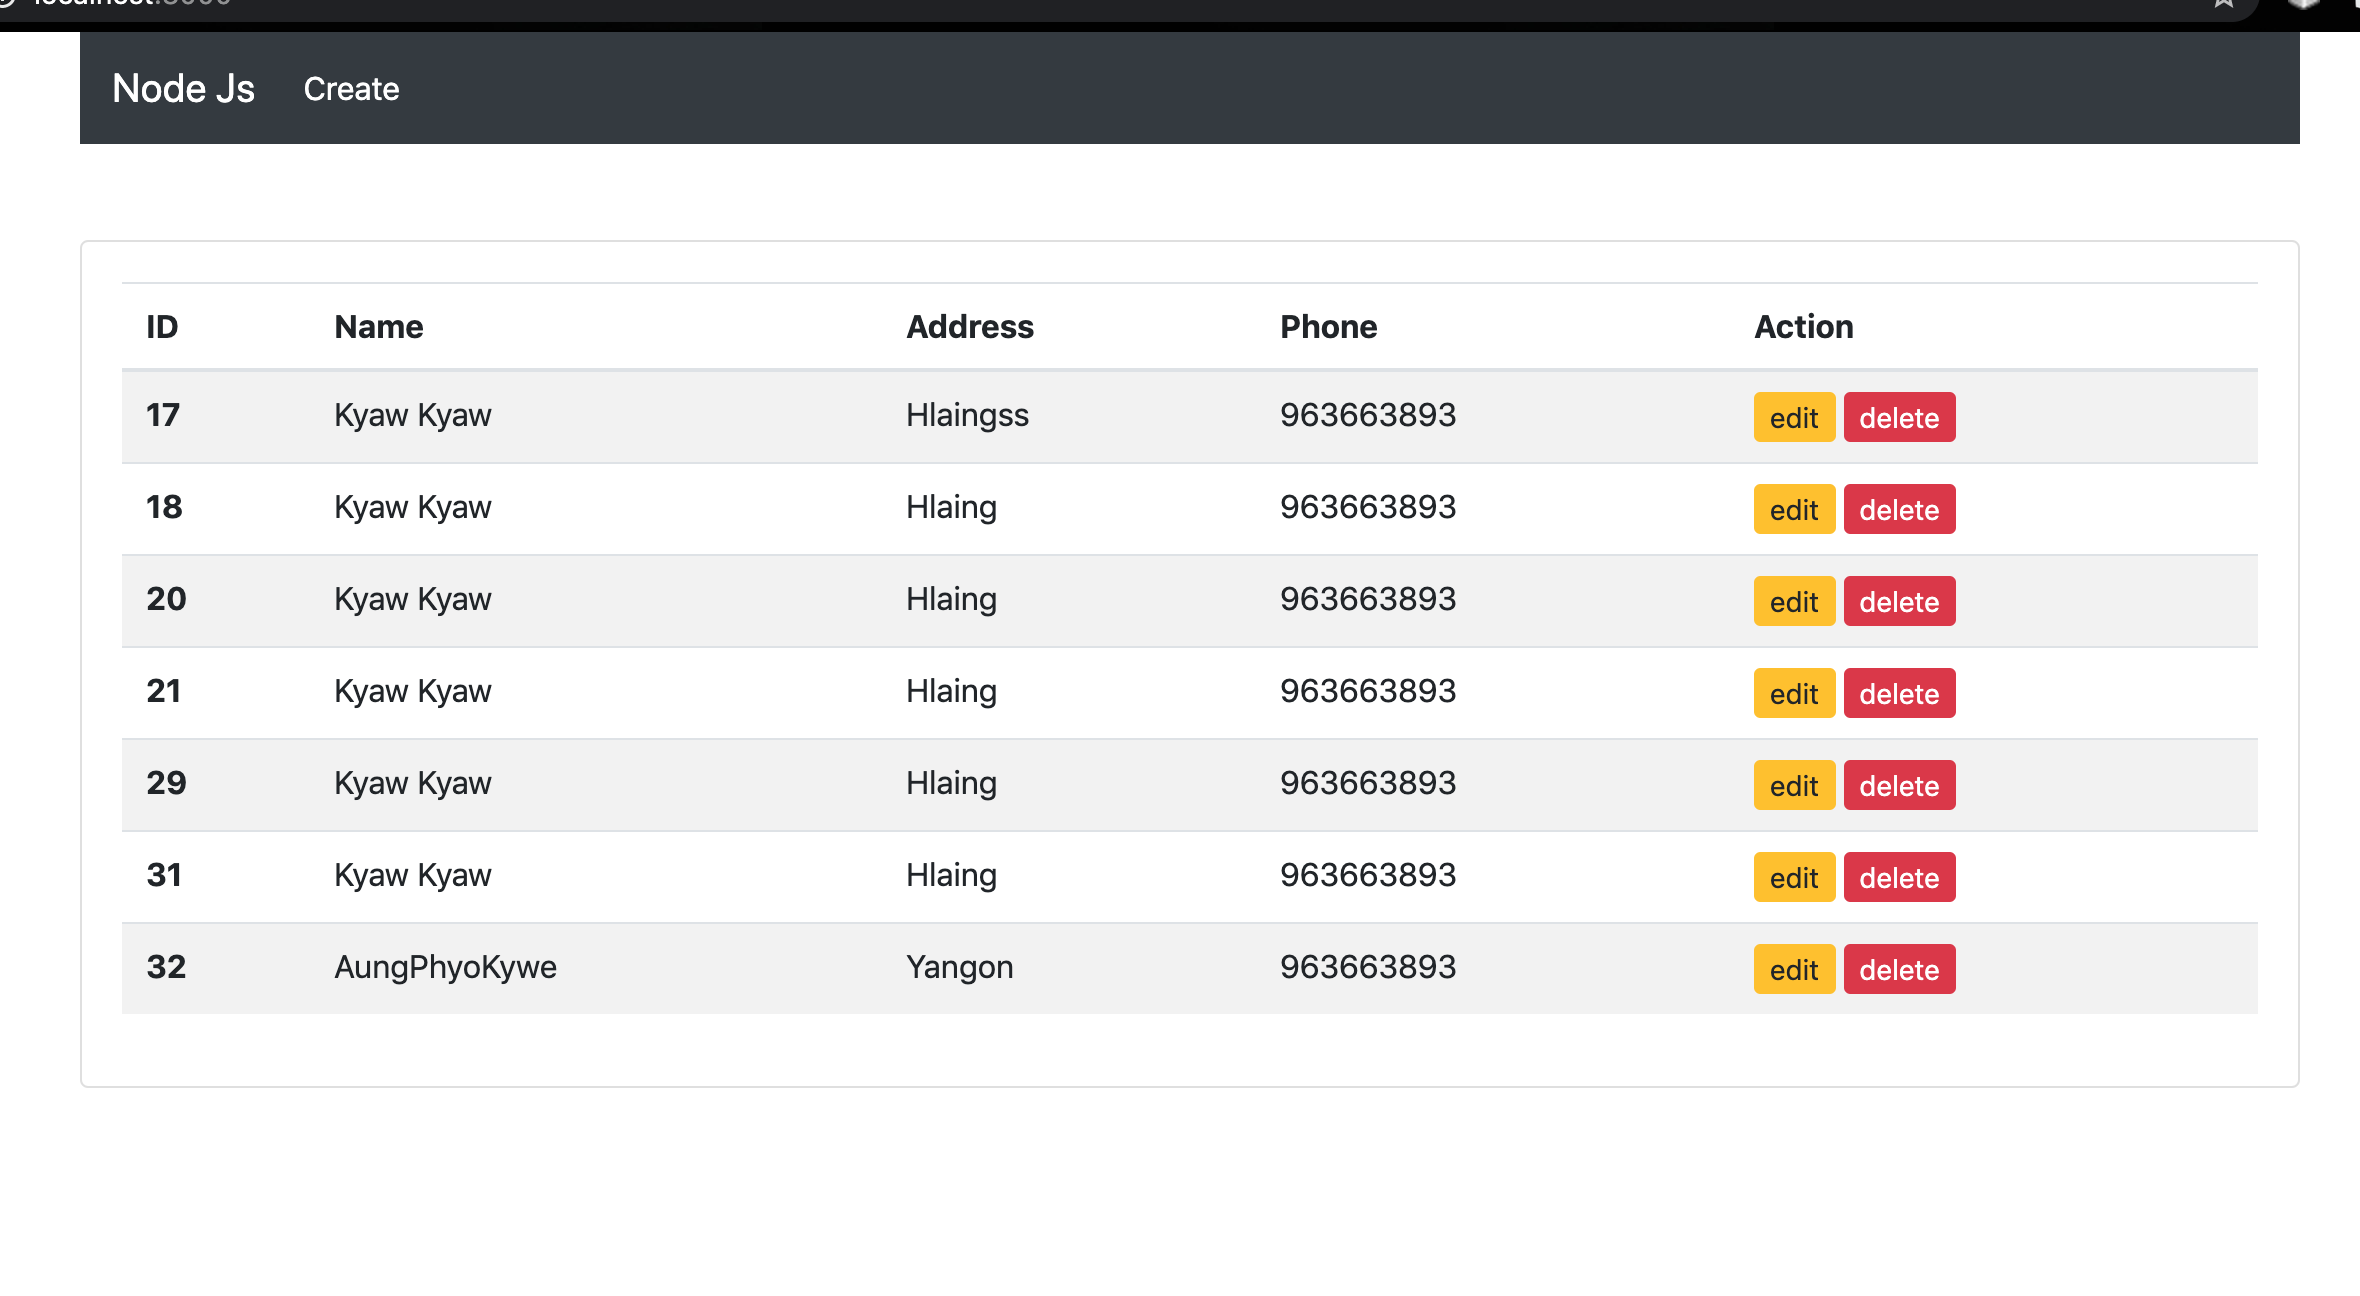 Node Js Create
ID Name Address Phone Action
17 Kyaw Kyaw Hlaingss 963663893 edit delete
18 Kyaw Kyaw Hlaing 963663893 edit delete
20 Kyaw Kyaw Hlaing 963663893 edit delete
21 Kyaw Kyaw Hlaing 963663893 edit delete
29 Kyaw Kyaw Hlaing 963663893 edit delete
31 Kyaw Kyaw Hlaing 963663893 edit delete
32 AungPhyoKywe Yangon 963663893 edit delete